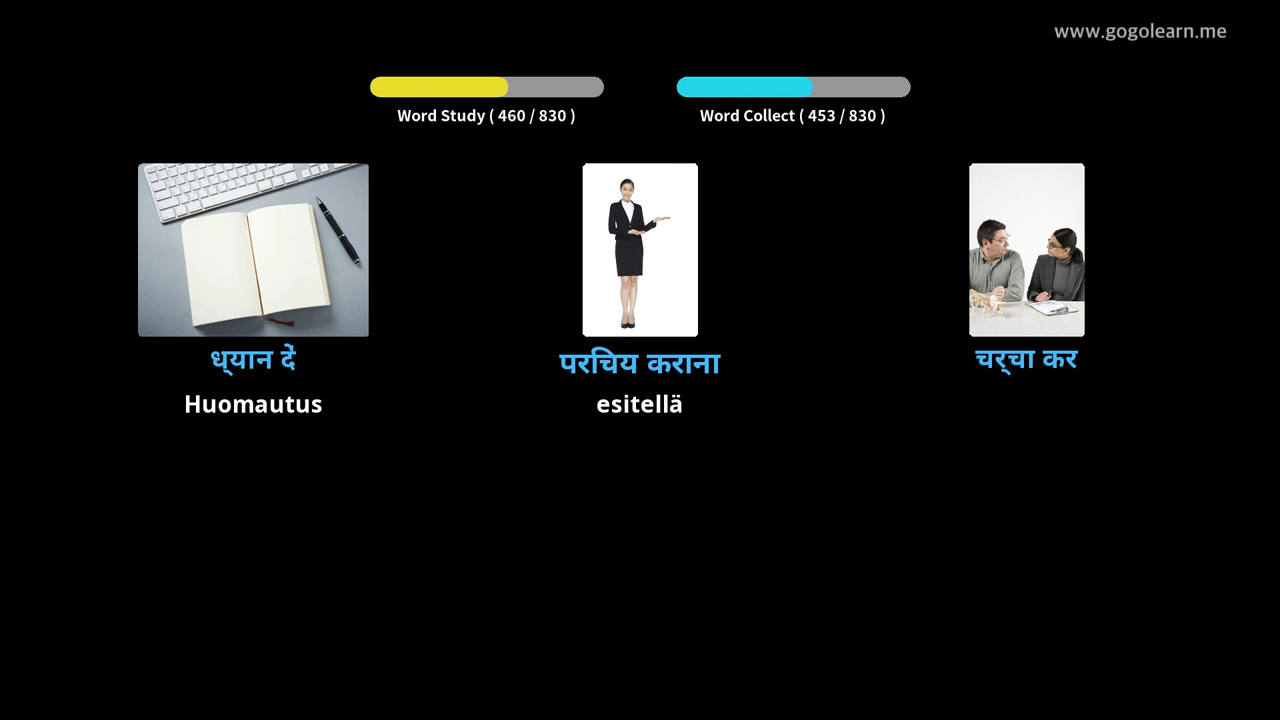 www.gogolearn.me
Word Study ( 460 / 830 )
Word Collect ( 453 / 830 )
ध्यान दें
परिचय कराना
चर्चा कर
Huomautus
esitellä